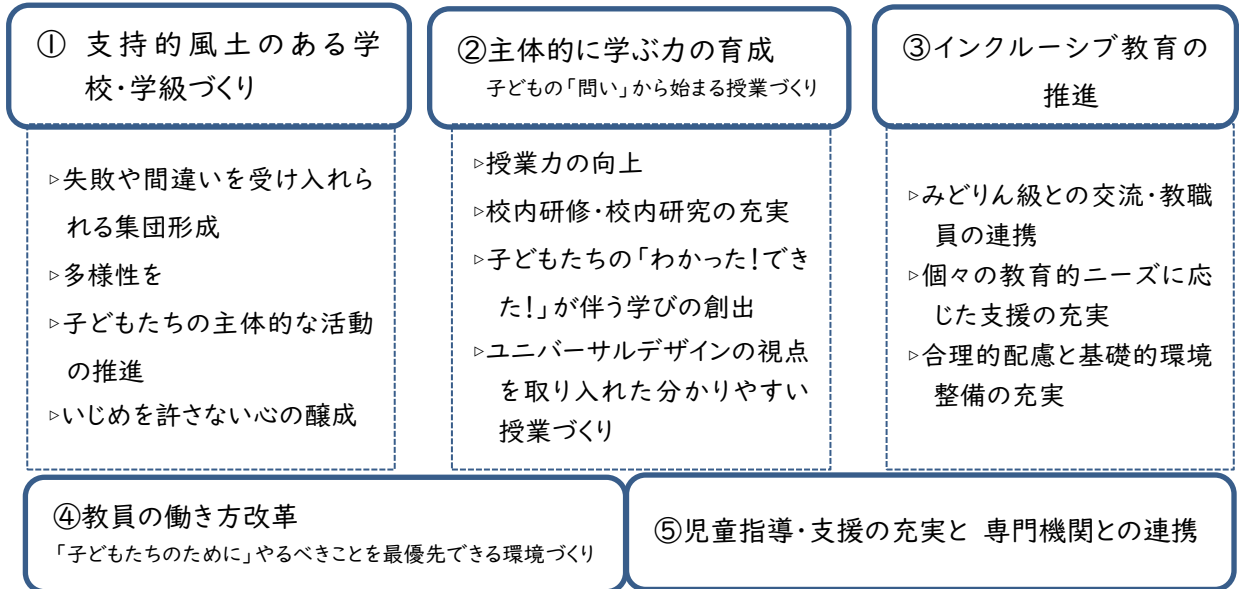 ① 支持的風土のある学
校・学級づくり
▹失敗や間違いを受け入れら
れる集団形成
▹多様性を
▹子どもたちの主体的な活動
の推進
▹いじめを許さない心の醸成
②主体的に学ぶ力の育成
子どもの「問い」から始まる授業づくり
▹授業力の向上
▹校内研修・校内研究の充実
▹子どもたちの「わかった!でき
た!」が伴う学びの創出
▹ユニバーサルデザインの視点
を取り入れた分かりやすい
授業づくり
③インクルーシブ教育の
推進
▹みどりん級との交流・教職
員の連携
▹個々の教育的ニーズに応
じた支援の充実
▹合理的配慮と基礎的環境
整備の充実
④教員の働き方改革
「子どもたちのために」やるべきことを最優先できる環境づくり
⑤児童指導・支援の充実と 専門機関との連携